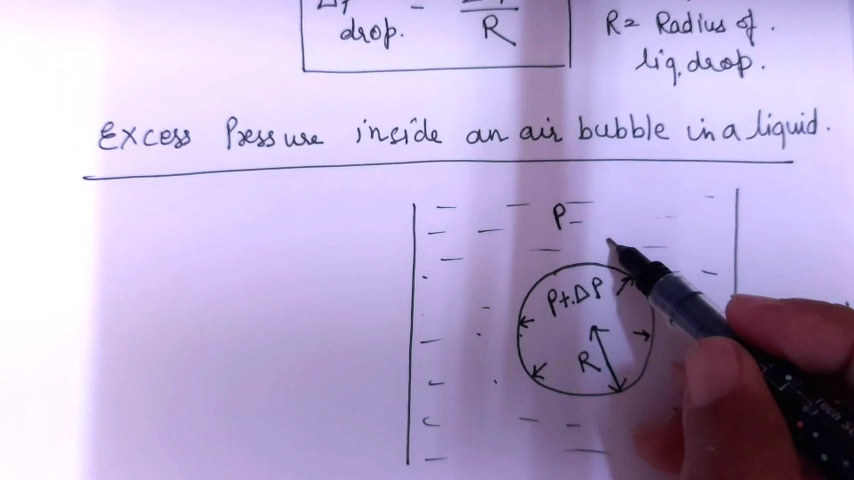 drop. = R
R = Radius of.
liq. drop.
Excess Pressure inside an air bubble in a liquid.
P
P+ΔP
R